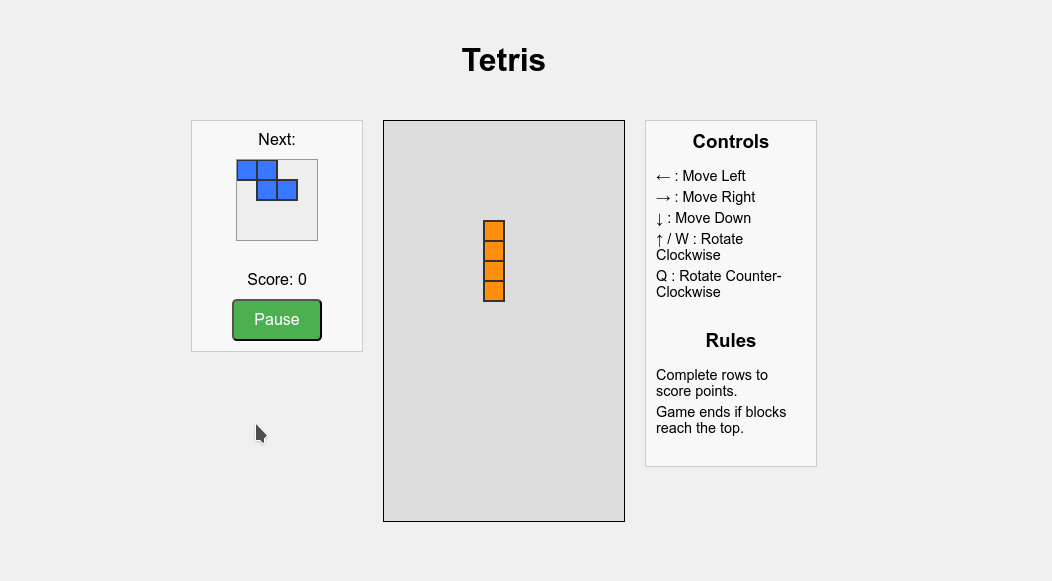 Tetris
Next:
Score: 0
Pause
Controls
← : Move Left
→ : Move Right
↓ : Move Down
↑ / W : Rotate
Clockwise
Q : Rotate Counter-
Clockwise
Rules
Complete rows to
score points.
Game ends if blocks
reach the top.